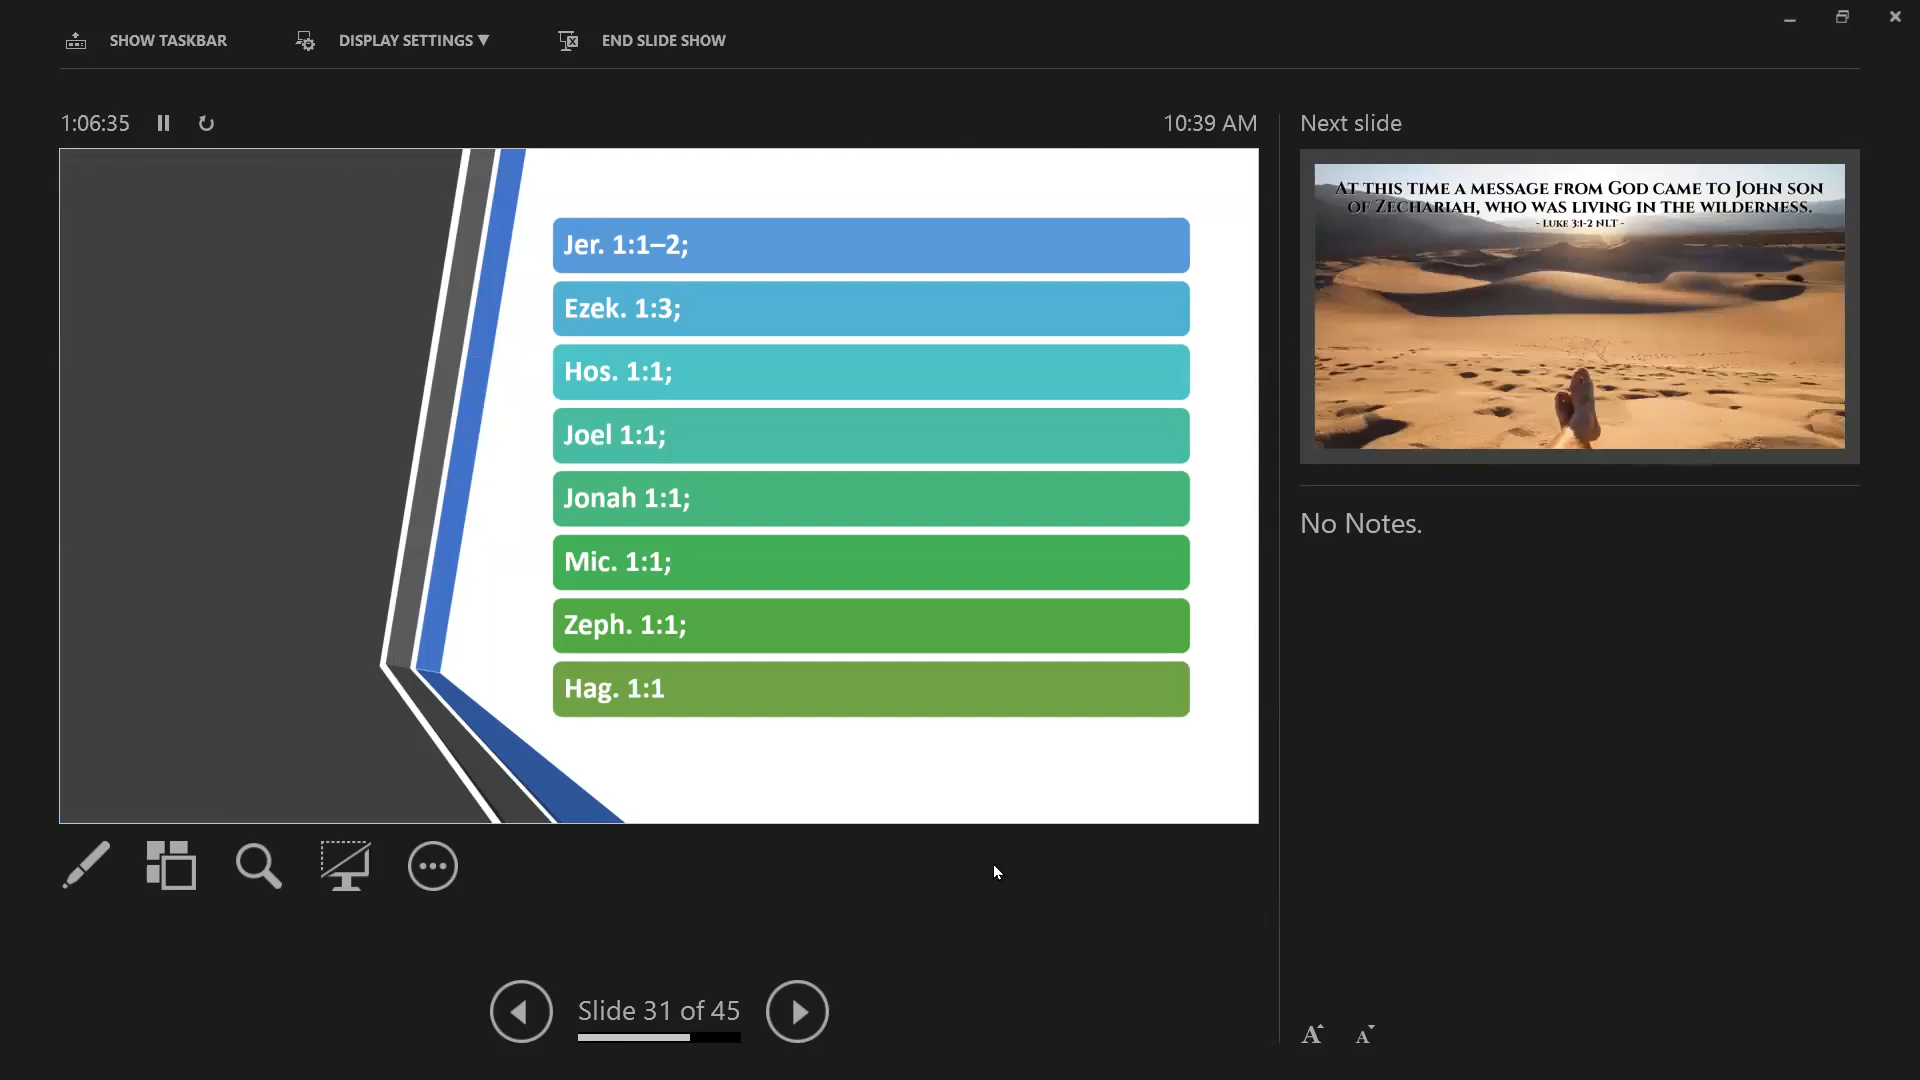 SHOW TASKBAR
DISPLAY SETTINGS ▼
END SLIDE SHOW
1:06:35
10:39 AM
Jer. 1:1–2;
Ezek. 1:3;
Hos. 1:1;
Joel 1:1;
Jonah 1:1;
Mic. 1:1;
Zeph. 1:1;
Hag. 1:1
Next slide
At this time a message from God came to John son
of Zechariah, who was living in the wilderness.
- Luke 3:1-2 NLT -
No Notes.
Slide 31 of 45
A A